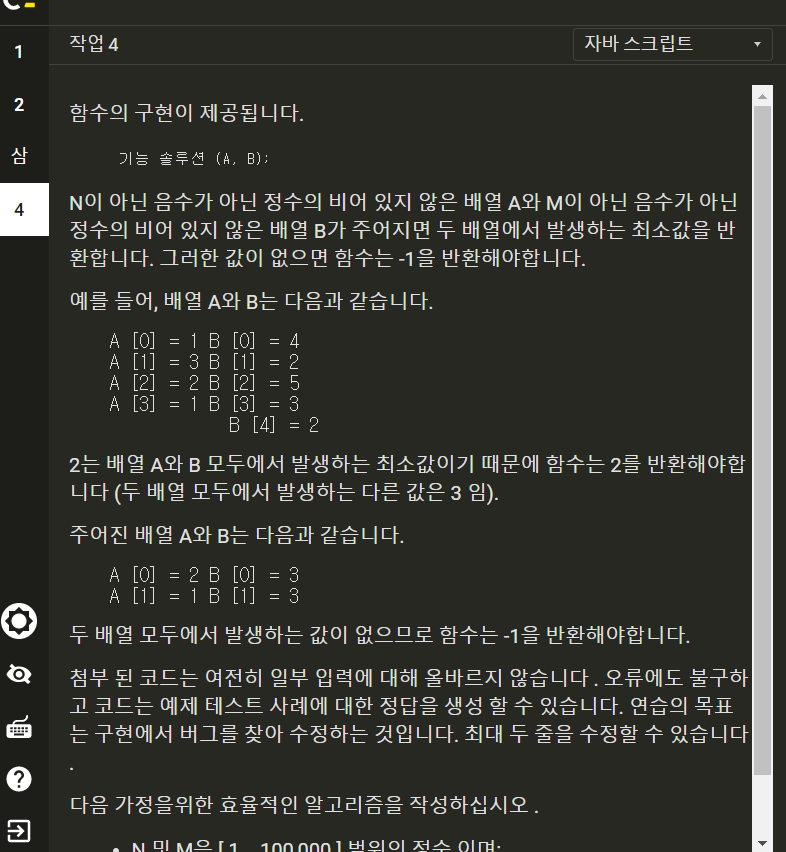 작업 4
자바 스크립트
1
2
삼
4
함수의 구현이 제공됩니다.
기능 솔루션 (A, B);
N이 아닌 음수가 아닌 정수의 비어 있지 않은 배열 A와 M이 아닌 음수가 아닌
정수의 비어 있지 않은 배열 B가 주어지면 두 배열에서 발생하는 최소값을 반
환합니다. 그러한 값이 없으면 함수는 -1을 반환해야합니다.
예를 들어, 배열 A와 B는 다음과 같습니다.
A [0] = 1 B [0] = 4
A [1] = 3 B [1] = 2
A [2] = 2 B [2] = 5
A [3] = 1 B [3] = 3
B [4] = 2
2는 배열 A와 B 모두에서 발생하는 최소값이기 때문에 함수는 2를 반환해야합
니다 (두 배열 모두에서 발생하는 다른 값은 3 임).
주어진 배열 A와 B는 다음과 같습니다.
A [0] = 2 B [0] = 3
A [1] = 1 B [1] = 3
두 배열 모두에서 발생하는 값이 없으므로 함수는 -1을 반환해야합니다.
첨부 된 코드는 여전히 일부 입력에 대해 올바르지 않습니다 . 오류에도 불구하
고 코드는 예제 테스트 사례에 대한 정답을 생성 할 수 있습니다. 연습의 목표
는 구현에서 버그를 찾아 수정하는 것입니다. 최대 두 줄을 수정할 수 있습니다
.
다음 가정을위한 효율적인 알고리즘을 작성하십시오 .
• N 및 M은 [ 1 .. 100,000 ] 범위의 정수 이며;